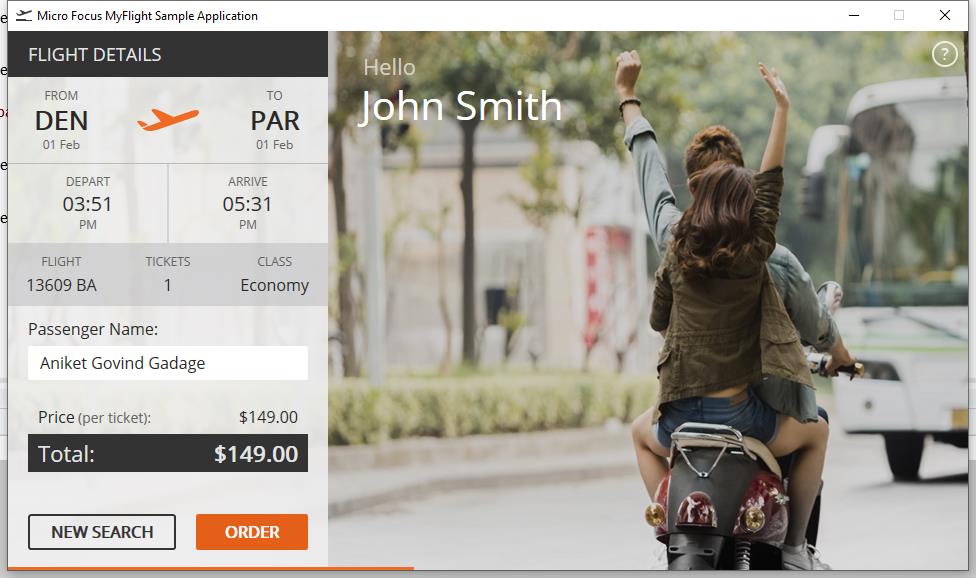 Micro Focus MyFlight Sample Application
FLIGHT DETAILS
FROM
TO
DEN
PAR
01 Feb
01 Feb
DEPART
ARRIVE
03:51
05:31
PM
PM
FLIGHT
TICKETS
CLASS
13609 BA
1
Economy
Passenger Name:
Aniket Govind Gadage
Price (per ticket):
$149.00
Total:
$149.00
NEW SEARCH
ORDER
Hello
John Smith
?